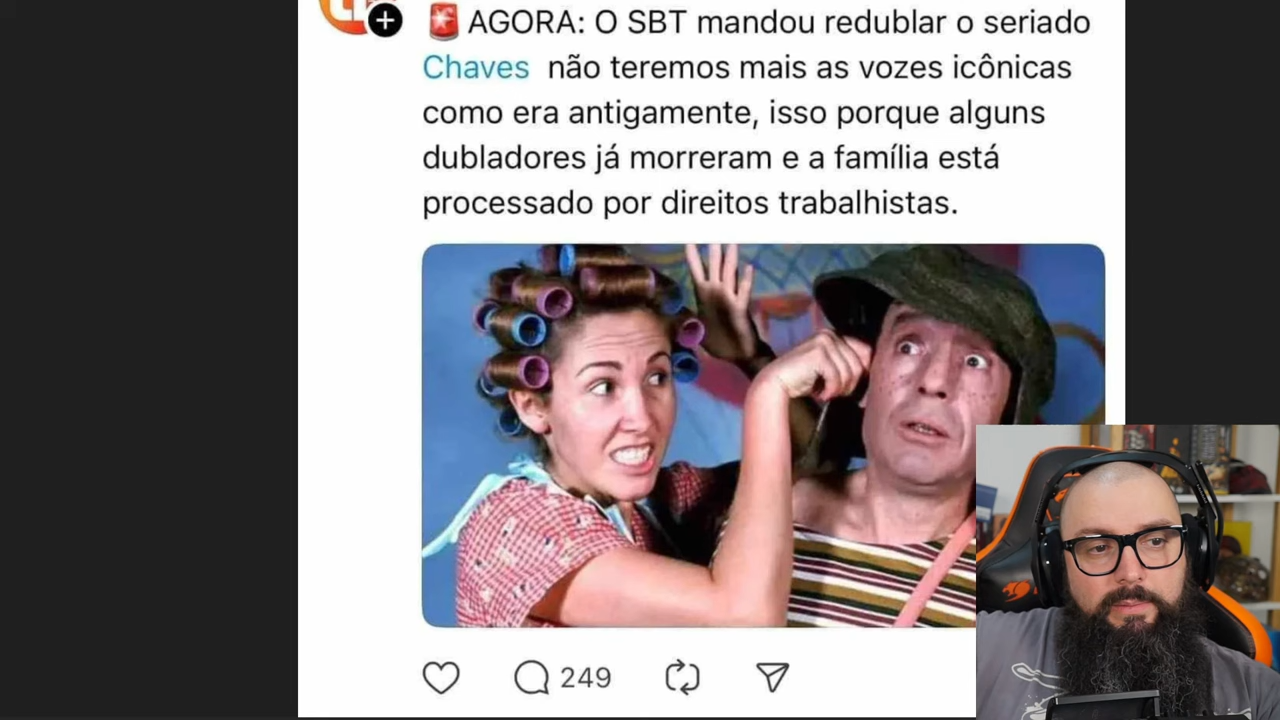 🚨 AGORA: O SBT mandou redublar o seriado
Chaves não teremos mais as vozes icônicas
como era antigamente, isso porque alguns
dubladores já morreram e a família está
processado por direitos trabalhistas.
249